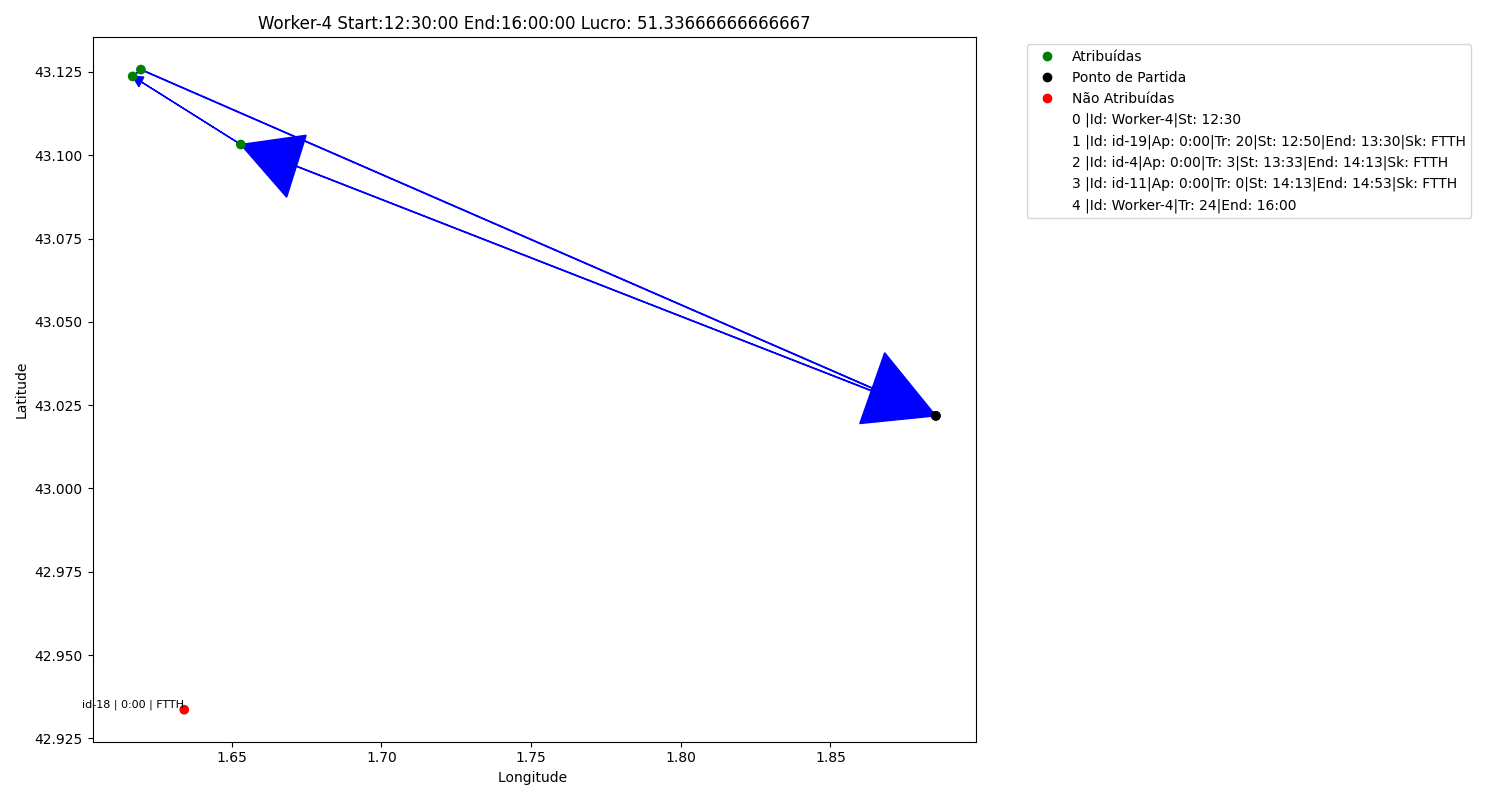 Worker-4 Start:12:30:00 End:16:00:00 Lucro: 51.33666666666667
43.125
43.100
43.075
43.050
43.025
43.000
42.975
42.950
42.925
Latitude
id-18 | 0:00 | FTTH
1.65
1.70
1.75
1.80
1.85
Longitude
Atribuídas
Ponto de Partida
Não Atribuídas
0 |Id: Worker-4|St: 12:30
1 |Id: id-19|Ap: 0:00|Tr: 20|St: 12:50|End: 13:30|Sk: FTTH
2 |Id: id-4|Ap: 0:00|Tr: 3|St: 13:33|End: 14:13|Sk: FTTH
3 |Id: id-11|Ap: 0:00|Tr: 0|St: 14:13|End: 14:53|Sk: FTTH
4 |Id: Worker-4|Tr: 24|End: 16:00